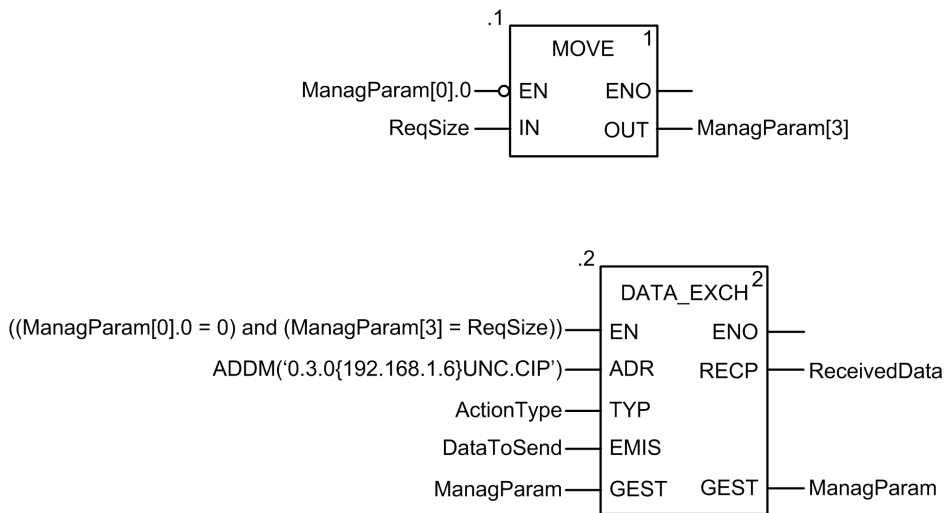 .1
MOVE 1
ManagParam[0].0 EN ENO
ReqSize IN OUT ManagParam[3]
.2
DATA_EXCH 2
((ManagParam[0].0 = 0) and (ManagParam[3] = ReqSize)) EN ENO
ADDM(‘0.3.0{192.168.1.6}UNC.CIP’) ADR RECP ReceivedData
ActionType TYP
DataToSend EMIS
ManagParam GEST GEST ManagParam